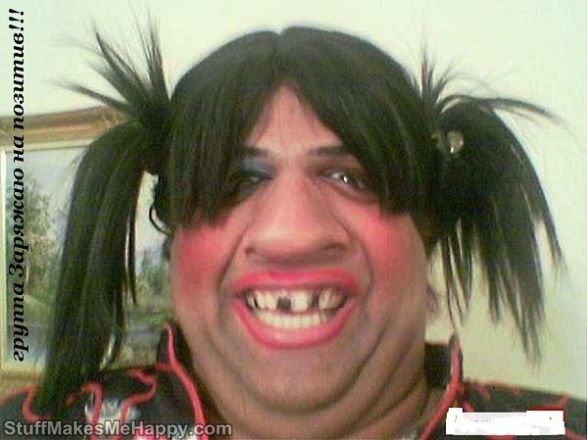 группа Заряжаю на позитив!!!
StuffMakesMeHappy.com